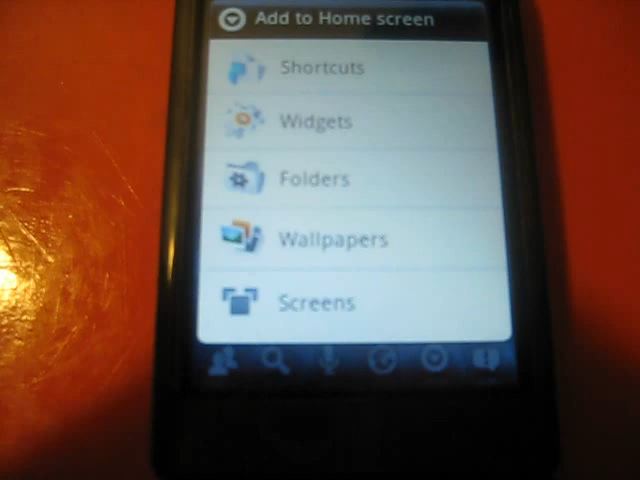 Add to Home screen
Shortcuts
Widgets
Folders
Wallpapers
Screens